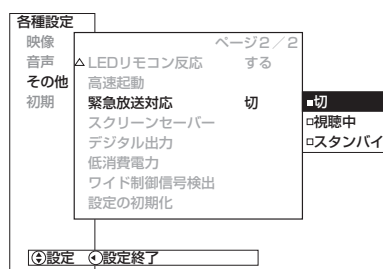 各種設定
映像
音声
その他
初期
ページ2／2
△LEDリモコン反応 する
高速起動
緊急放送対応 切
スクリーンセーバー
デジタル出力
低消費電力
ワイド制御信号検出
設定の初期化
■切
□視聴中
□スタンバイ
設定 設定終了